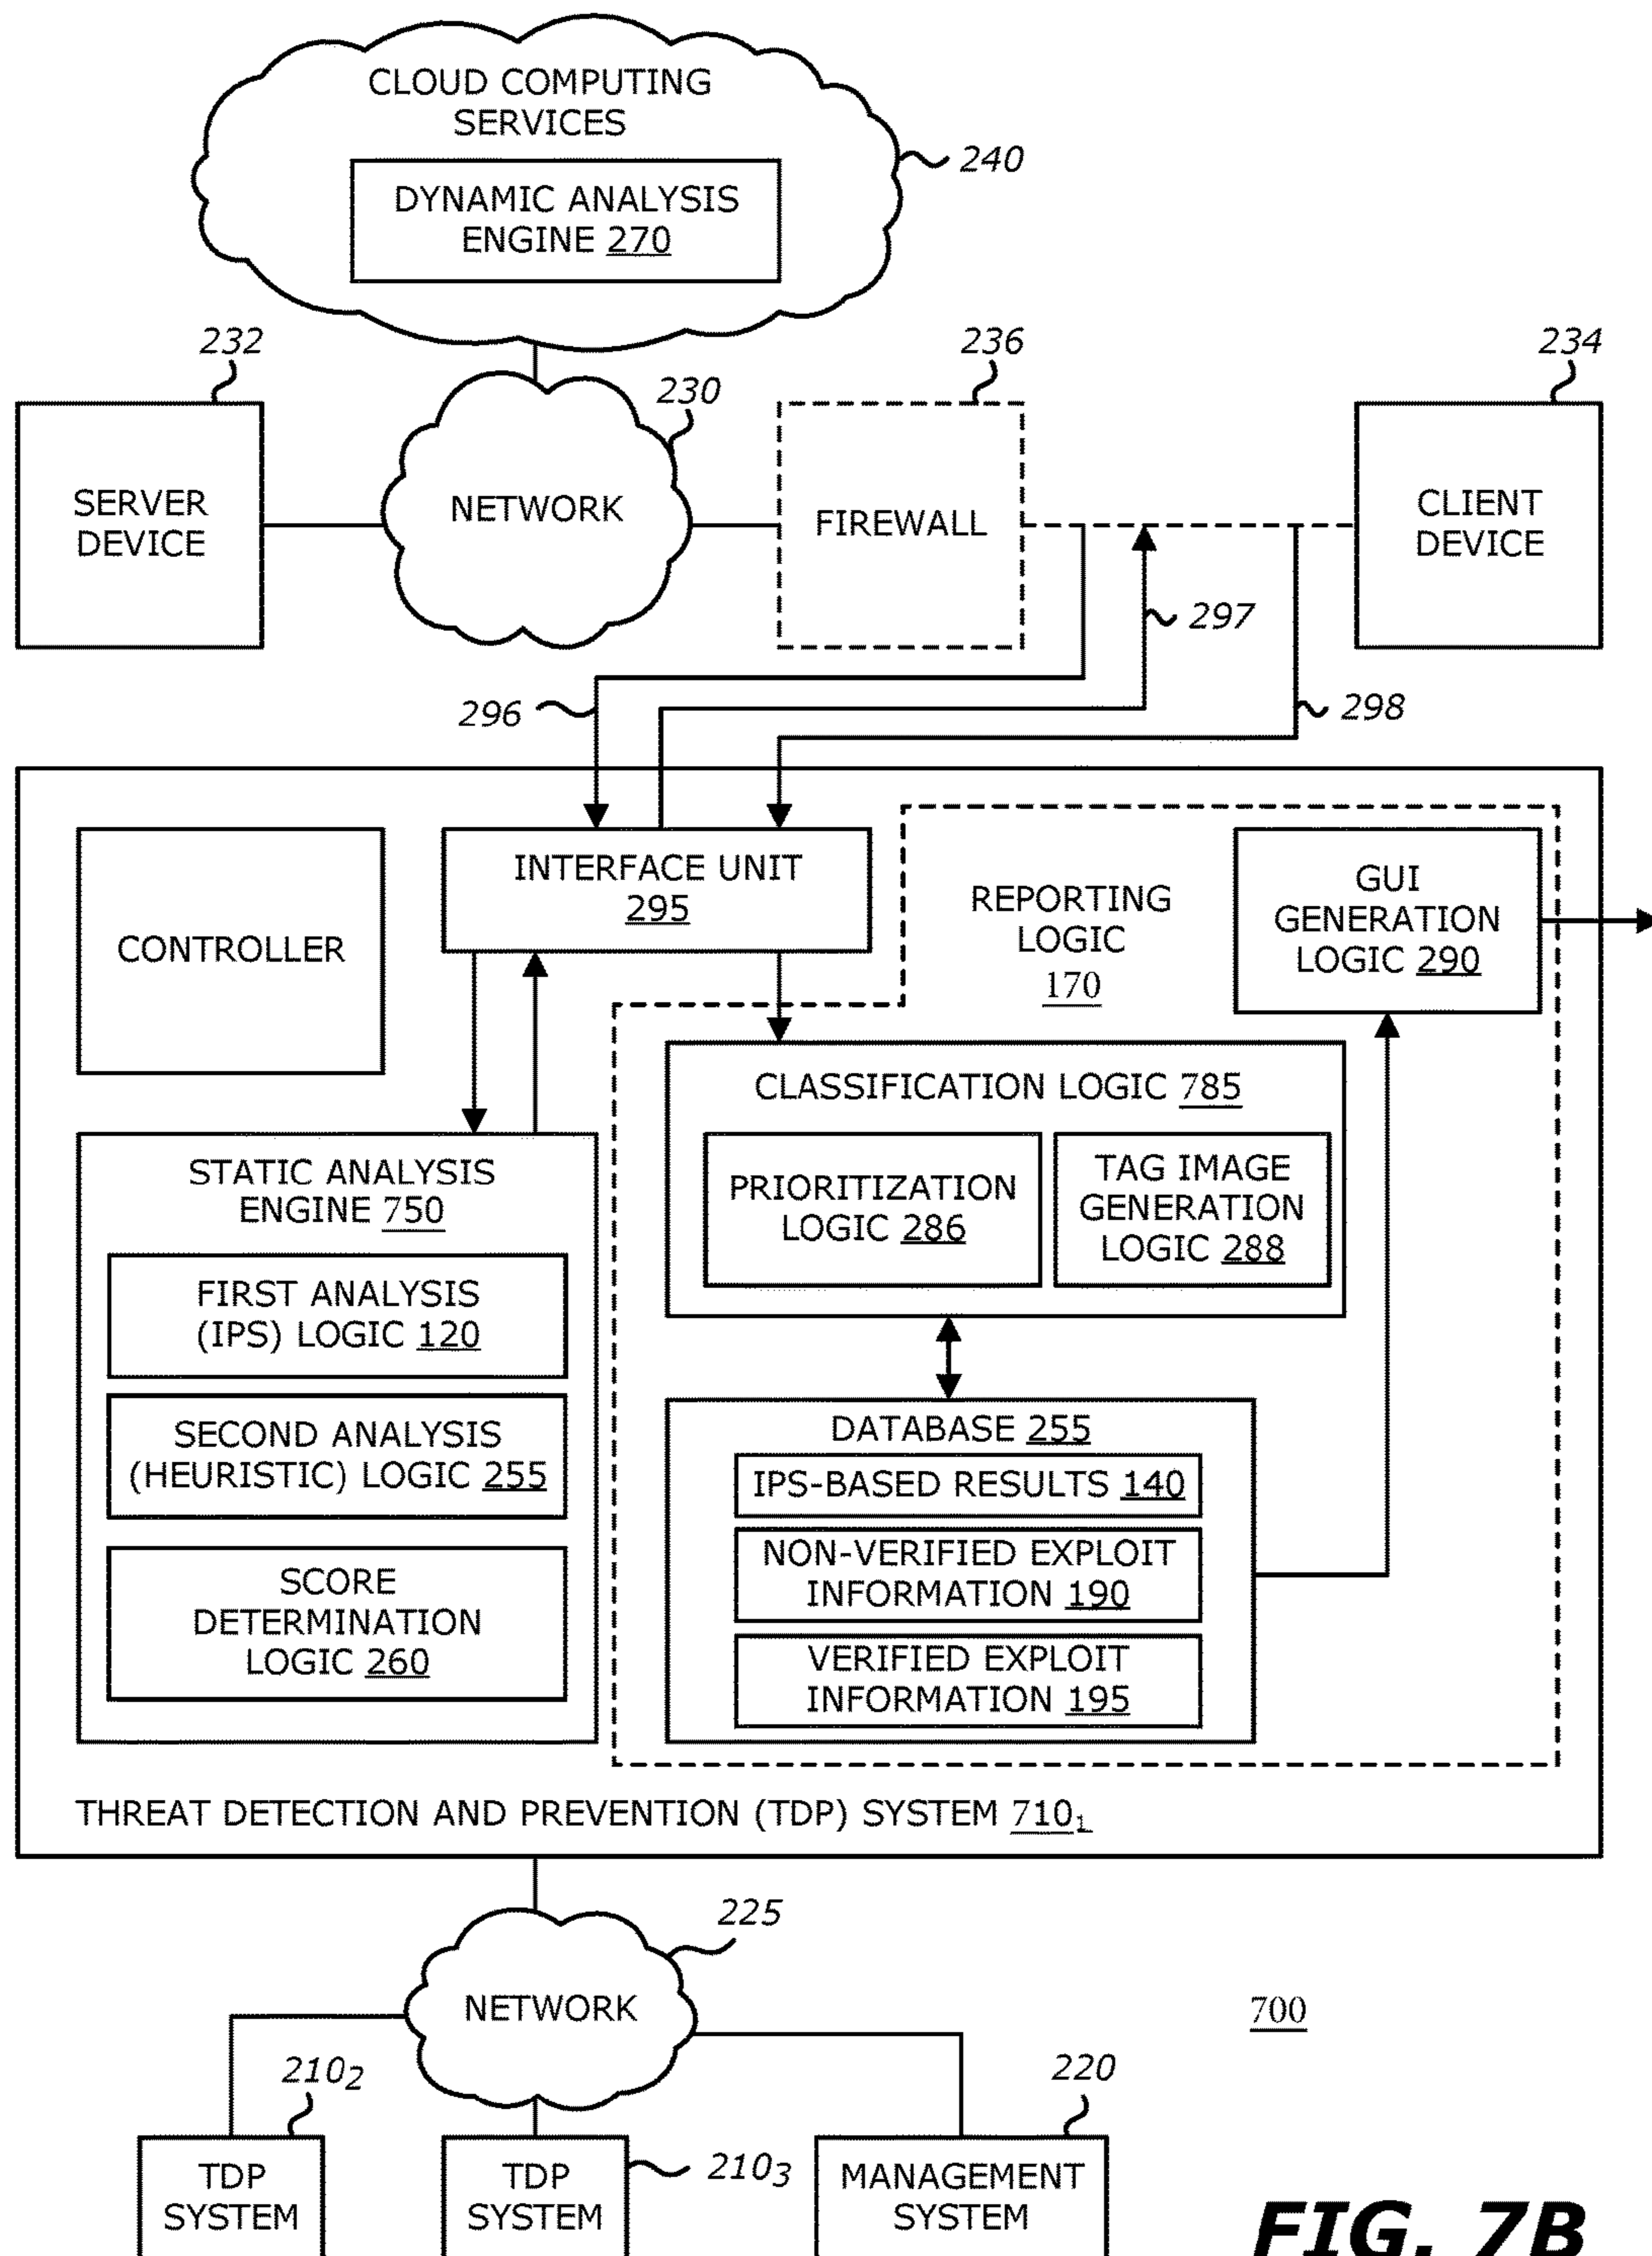 CLOUD COMPUTING
SERVICES
240
DYNAMIC ANALYSIS
ENGINE 270
232
236
234
230
SERVER
DEVICE
NETWORK
FIREWALL
CLIENT
DEVICE
297
296
298
INTERFACE UNIT
295
CONTROLLER
REPORTING
LOGIC
170
GUI
GENERATION
LOGIC 290
CLASSIFICATION LOGIC 785
PRIORITIZATION
LOGIC 286
TAG IMAGE
GENERATION
LOGIC 288
STATIC ANALYSIS
ENGINE 750
FIRST ANALYSIS
(IPS) LOGIC 120
SECOND ANALYSIS
(HEURISTIC) LOGIC 255
SCORE
DETERMINATION
LOGIC 260
DATABASE 255
IPS-BASED RESULTS 140
NON-VERIFIED EXPLOIT
INFORMATION 190
VERIFIED EXPLOIT
INFORMATION 195
THREAT DETECTION AND PREVENTION (TDP) SYSTEM 710₁
225
NETWORK
700
210₂
220
TDP
SYSTEM
TDP
SYSTEM
210₃
MANAGEMENT
SYSTEM
FIG. 7B